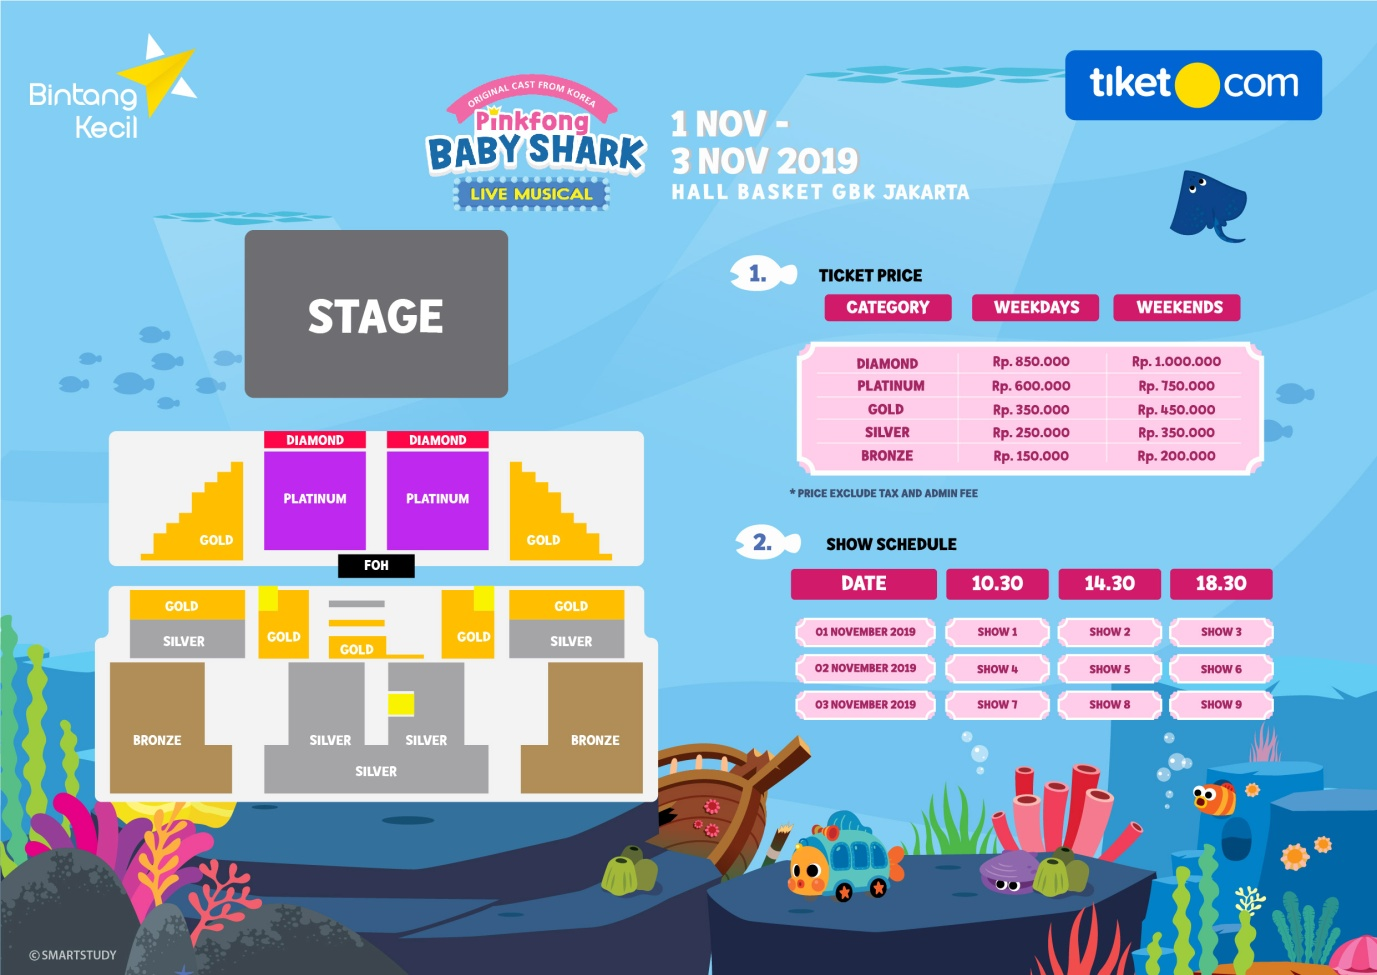 Bintang
Kecil
ORIGINAL CAST FROM KOREA
Pinkfong
BABY SHARK
LIVE MUSICAL
1 NOV -
3 NOV 2019
HALL BASKET GBK JAKARTA
tiket com
STAGE
DIAMOND DIAMOND
PLATINUM PLATINUM
GOLD GOLD
FOH
GOLD GOLD
SILVER GOLD GOLD SILVER
GOLD
BRONZE SILVER SILVER BRONZE
SILVER
1. TICKET PRICE
CATEGORY WEEKDAYS WEEKENDS
DIAMOND Rp. 850.000 Rp. 1.000.000
PLATINUM Rp. 600.000 Rp. 750.000
GOLD Rp. 350.000 Rp. 450.000
SILVER Rp. 250.000 Rp. 350.000
BRONZE Rp. 150.000 Rp. 200.000
* PRICE EXCLUDE TAX AND ADMIN FEE
2. SHOW SCHEDULE
DATE 10.30 14.30 18.30
01 NOVEMBER 2019 SHOW 1 SHOW 2 SHOW 3
02 NOVEMBER 2019 SHOW 4 SHOW 5 SHOW 6
03 NOVEMBER 2019 SHOW 7 SHOW 8 SHOW 9
© SMARTSTUDY